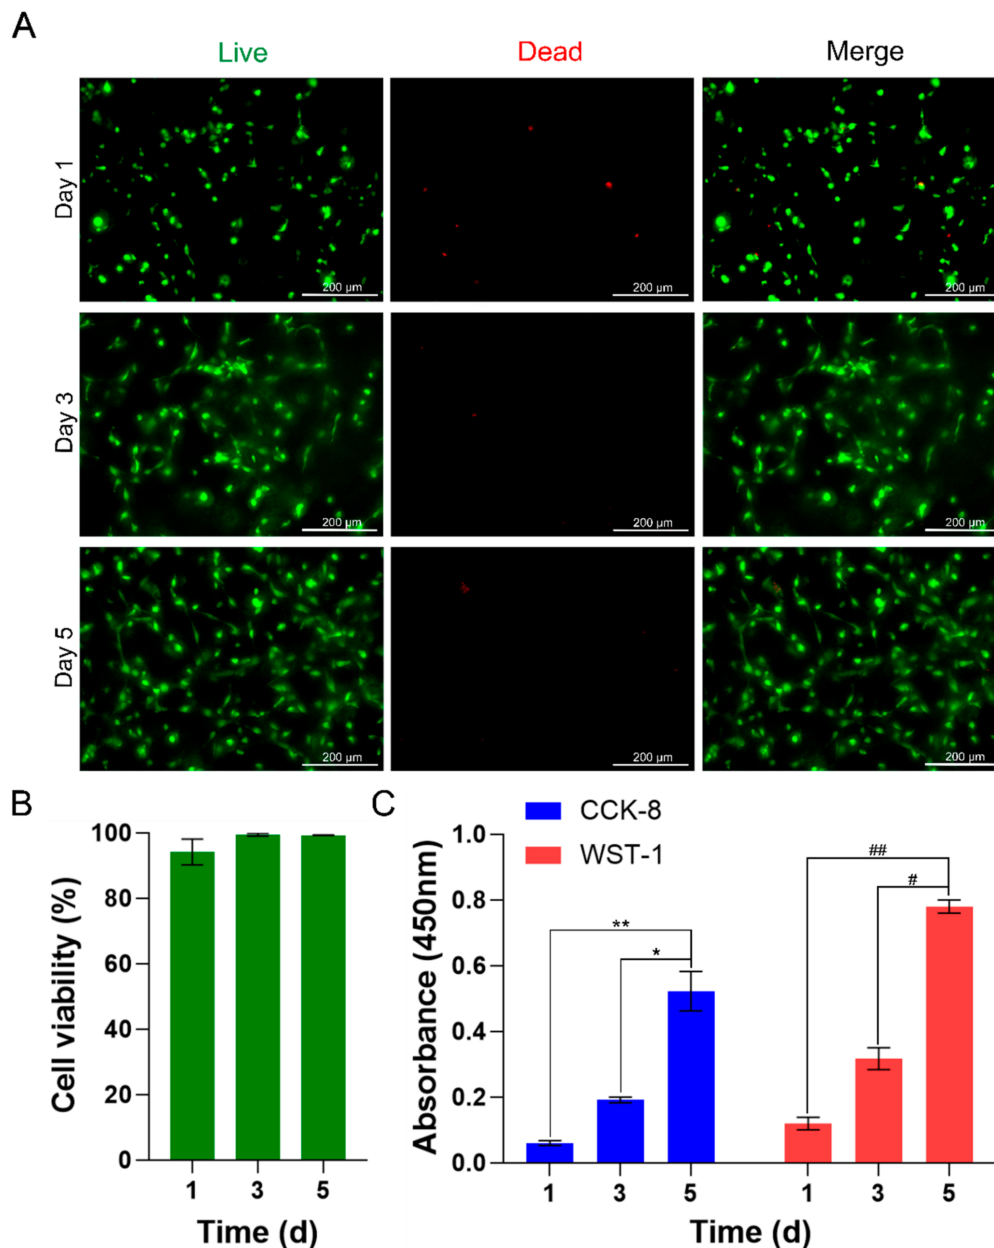 A
Live Dead Merge
Day 1
200 µm 200 µm 200 µm
Day 3
200 µm 200 µm 200 µm
Day 5
200 µm 200 µm 200 µm
B
Cell viability (%)
100
80
60
40
20
0
1 3 5
Time (d)
C
CCK-8
WST-1
Absorbance (450nm)
1.0
0.8
0.6
0.4
0.2
0.0
**
*
##
#
1 3 5 1 3 5
Time (d)